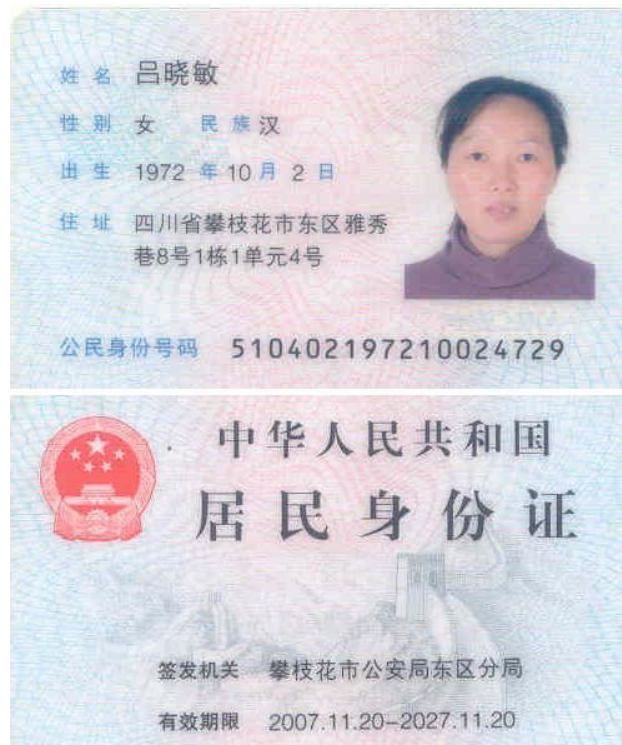 姓名 吕晓敏
性别 女 民族 汉
出生 1972 年 10 月 2 日
住址 四川省攀枝花市东区雅秀
巷8号1栋1单元4号
公民身份号码 510402197210024729
中华人民共和国
居民身份证
签发机关 攀枝花市公安局东区分局
有效期限 2007.11.20-2027.11.20